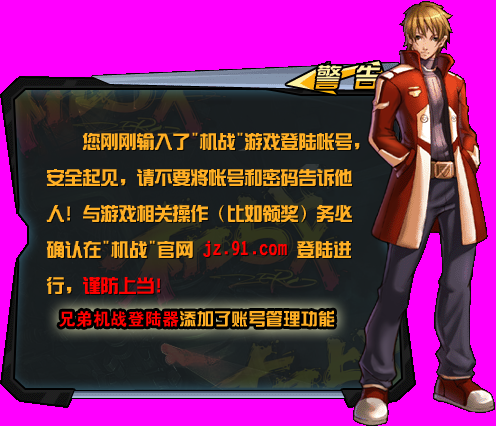 警告
您刚刚输入了"机战"游戏登陆帐号，
安全起见，请不要将帐号和密码告诉他
人！与游戏相关操作（比如领奖）务必
确认在"机战"官网 jz.91.com 登陆进
行，谨防上当！
兄弟机战登陆器添加了账号管理功能